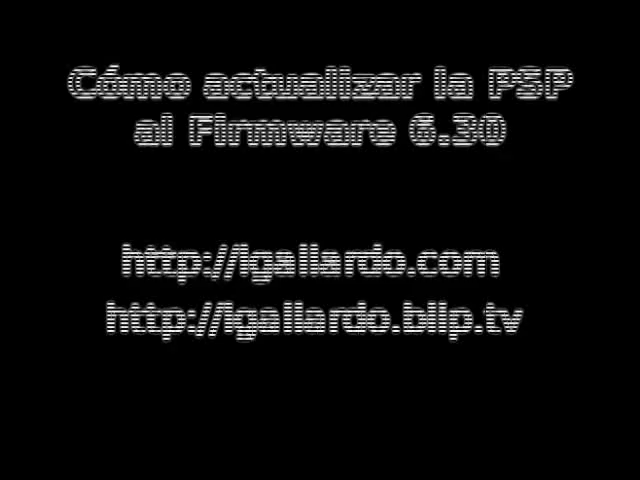 Cómo actualizar la PSP
al Firmware 6.30
http://lgallardo.com
http://lgallardo.blip.tv